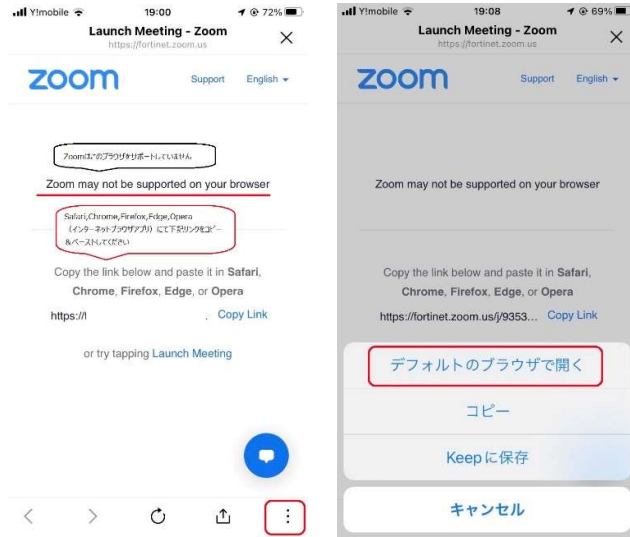 Y!mobile 19:00 72%
Launch Meeting - Zoom
https://fortinet.zoom.us
zoom Support English
Zoomはこのブラウザをサポートしていません
Zoom may not be supported on your browser
Safari,Chrome,Firefox,Edge,Opera
(インターネットブラウザアプリ)にて下記リンクをコピー
&ペーストしてください
Copy the link below and paste it in Safari,
Chrome, Firefox, Edge, or Opera
https:// . Copy Link
or try tapping Launch Meeting
Y!mobile 19:08 69%
Launch Meeting - Zoom
https://fortinet.zoom.us
zoom Support English
Zoom may not be supported on your browser
Copy the link below and paste it in Safari,
Chrome, Firefox, Edge, or Opera
https://fortinet.zoom.us/j/9353... Copy Link
デフォルトのブラウザで開く
コピー
Keepに保存
キャンセル